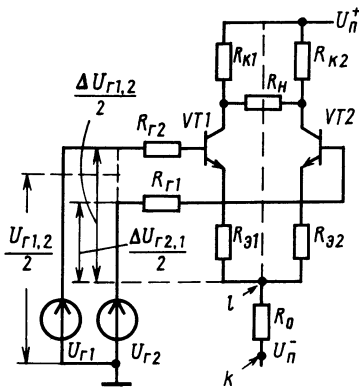 U_п^+
R_к1
R_к2
R_н
ΔU_г1,2 / 2
R_г2
VT1
VT2
R_г1
U_г1,2 / 2
ΔU_г2,1 / 2
R_э1
R_э2
l
R_0
U_г1
U_г2
U_п^-
k